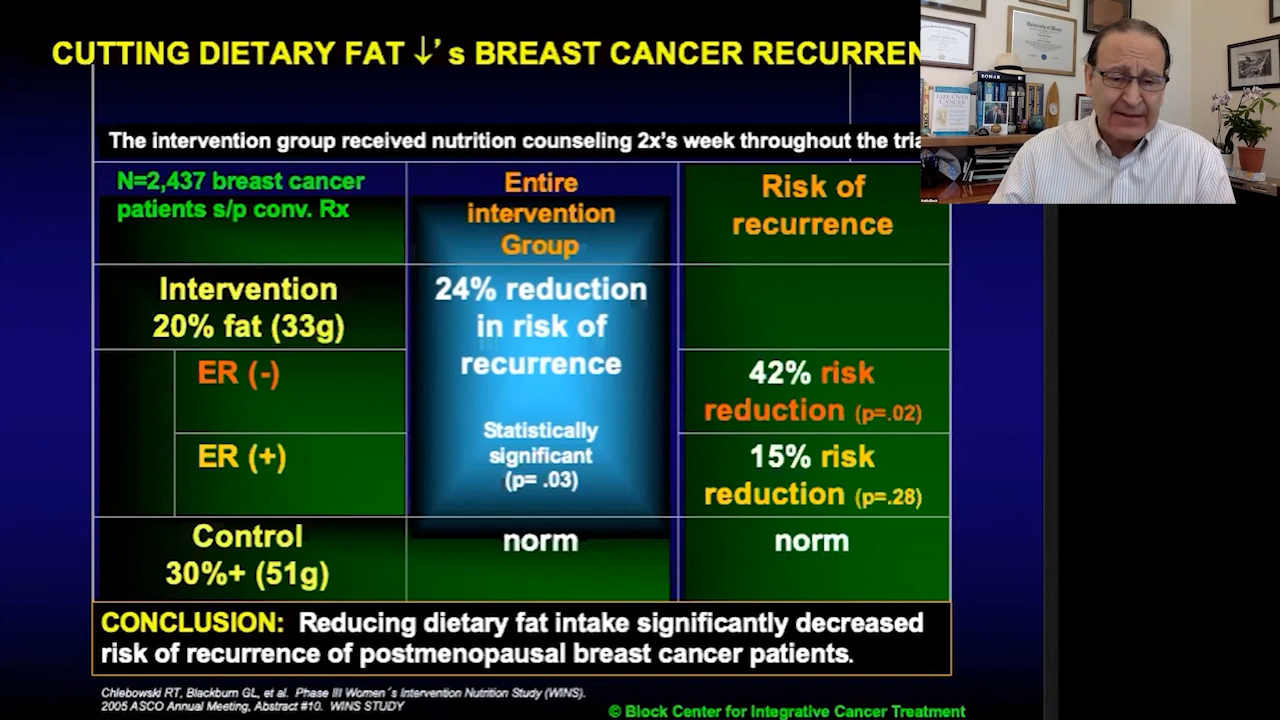 CUTTING DIETARY FAT ↓'s BREAST CANCER RECURREN
The intervention group received nutrition counseling 2x's week throughout the tria
N=2,437 breast cancer
patients s/p conv. Rx
Entire
intervention
Group
Risk of
recurrence
Intervention
20% fat (33g)
24% reduction
in risk of
recurrence
Statistically
significant
(p= .03)
ER (-)
42% risk
reduction (p=.02)
ER (+)
15% risk
reduction (p=.28)
Control
30%+ (51g)
norm
norm
CONCLUSION: Reducing dietary fat intake significantly decreased
risk of recurrence of postmenopausal breast cancer patients.
Chlebowski RT, Blackburn GL, et al. Phase III Women´s Intervention Nutrition Study (WINS).
2005 ASCO Annual Meeting, Abstract #10. WINS STUDY
© Block Center for Integrative Cancer Treatment
LIFE OVER
CANCER